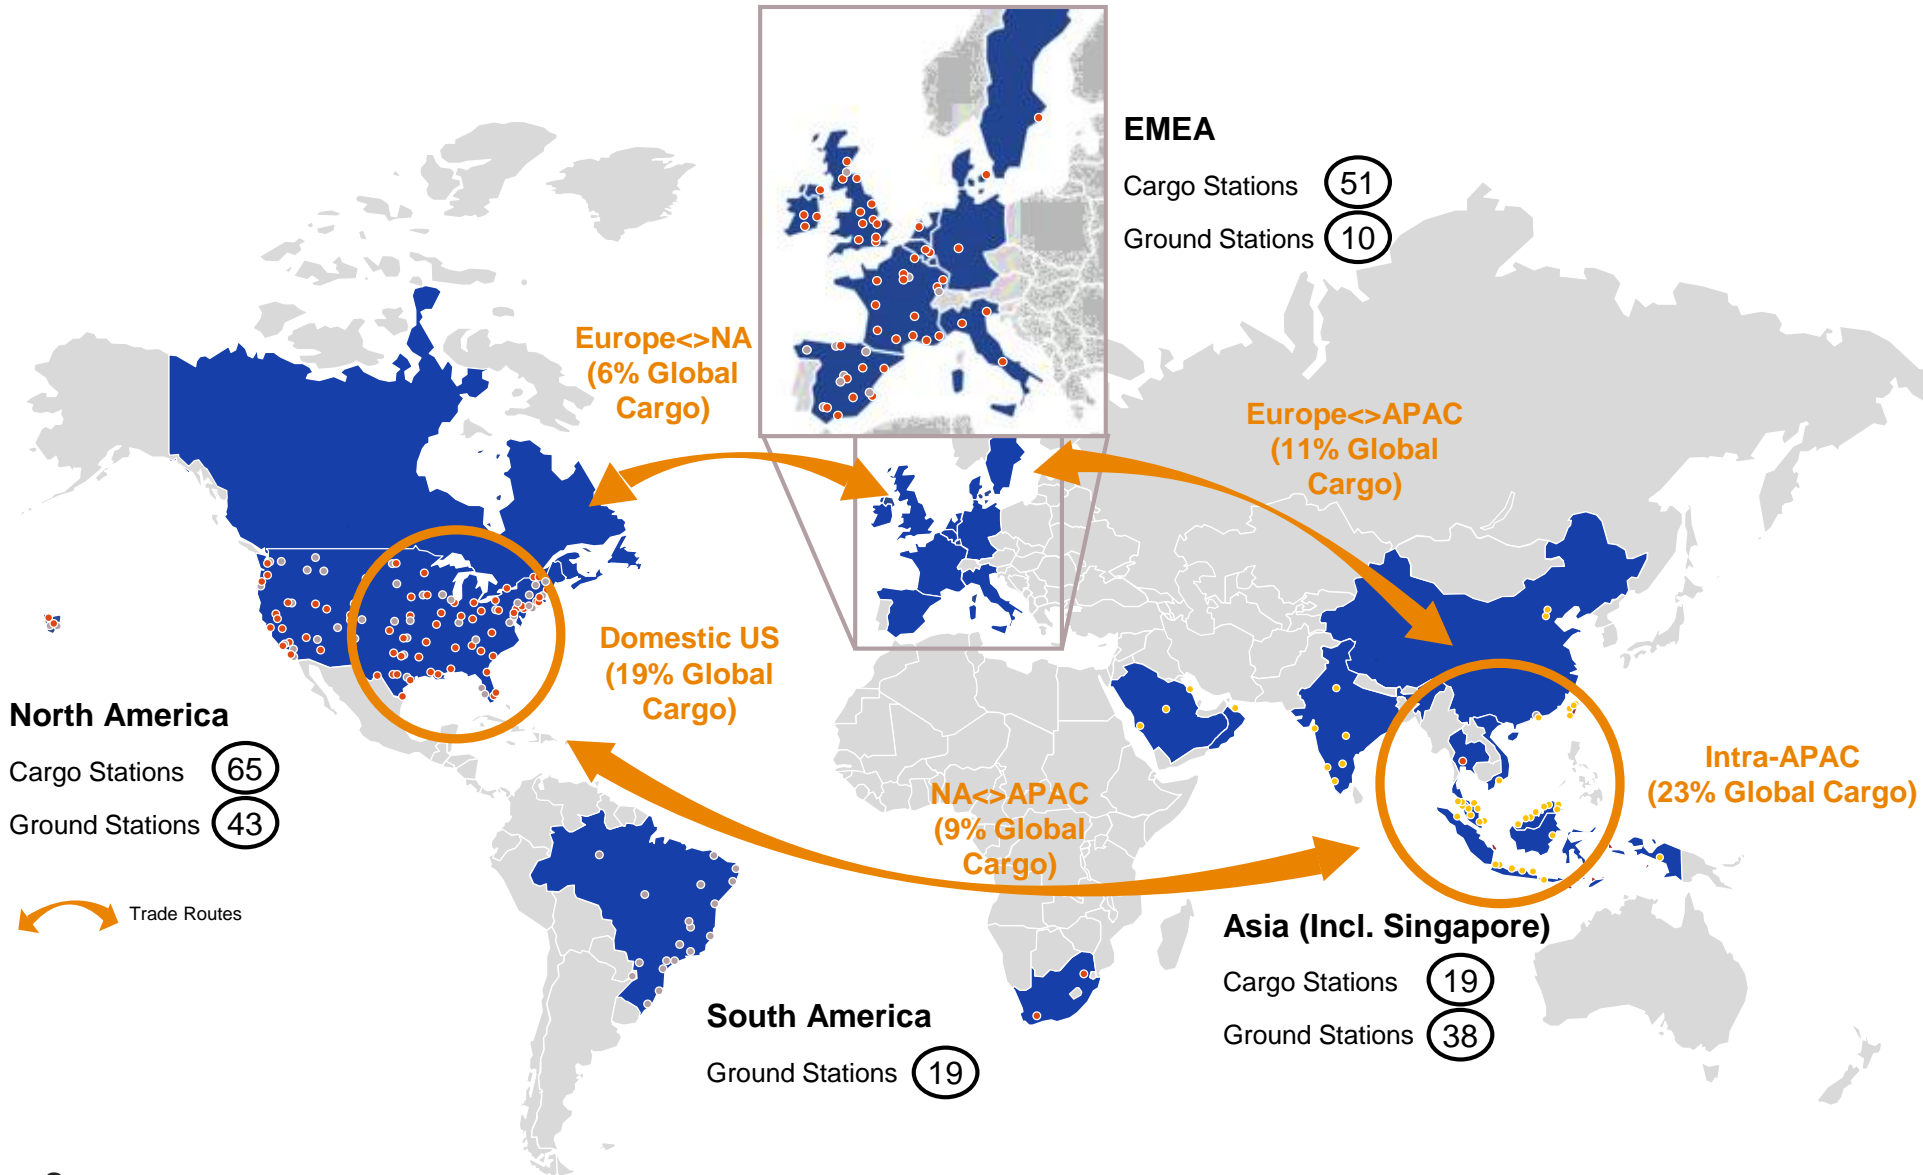 EMEA
Cargo Stations 51
Ground Stations 10
Europe<>NA
(6% Global
Cargo)
Europe<>APAC
(11% Global
Cargo)
Domestic US
(19% Global
Cargo)
North America
Cargo Stations 65
Ground Stations 43
Intra-APAC
(23% Global Cargo)
NA<>APAC
(9% Global
Cargo)
Trade Routes
Asia (Incl. Singapore)
Cargo Stations 19
Ground Stations 38
South America
Ground Stations 19